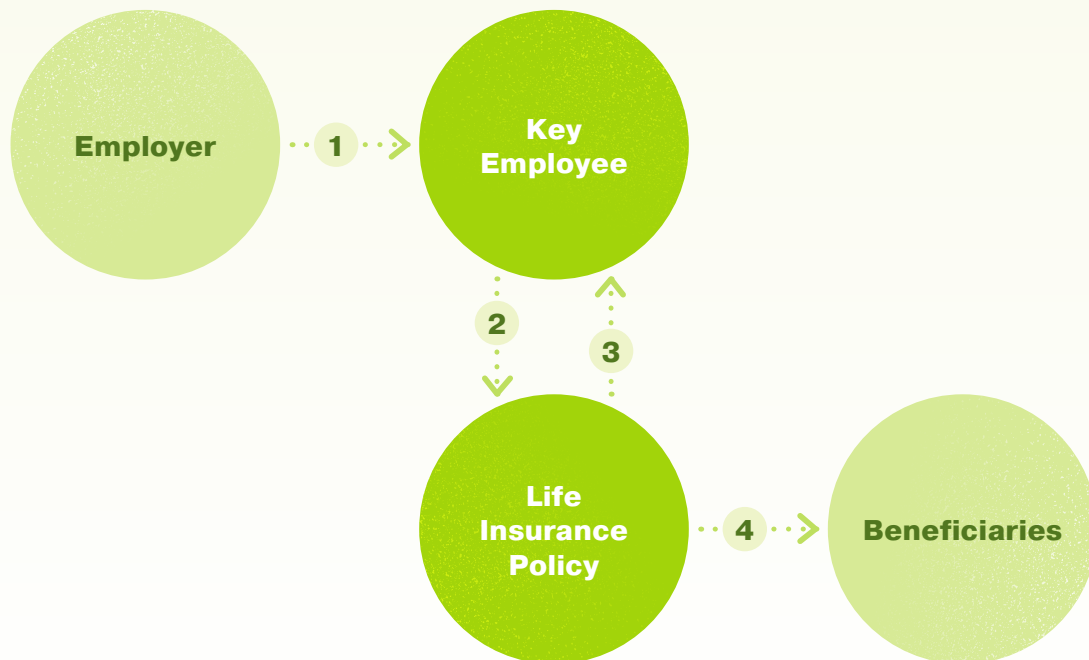 Employer
1
Key
Employee
2
3
Life
Insurance
Policy
4
Beneficiaries